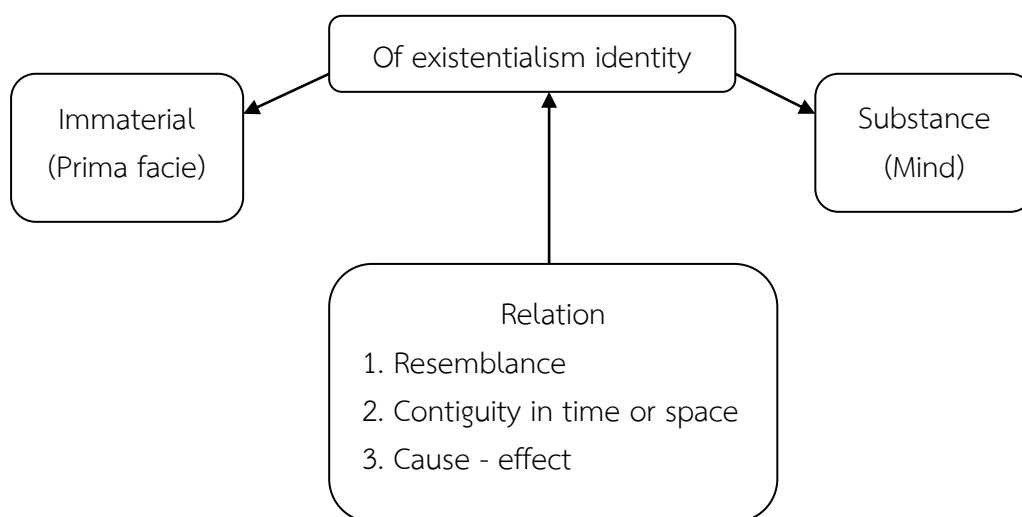 Of existentialism identity
Immaterial
(Prima facie)
Substance
(Mind)
Relation
1. Resemblance
2. Contiguity in time or space
3. Cause - effect